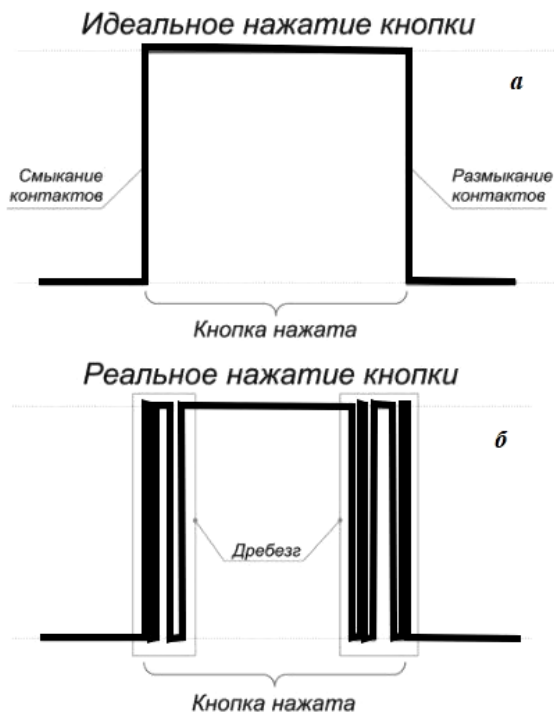 Идеальное нажатие кнопки
а
Смыкание
контактов
Размыкание
контактов
Кнопка нажата
Реальное нажатие кнопки
б
Дребезг
Кнопка нажата